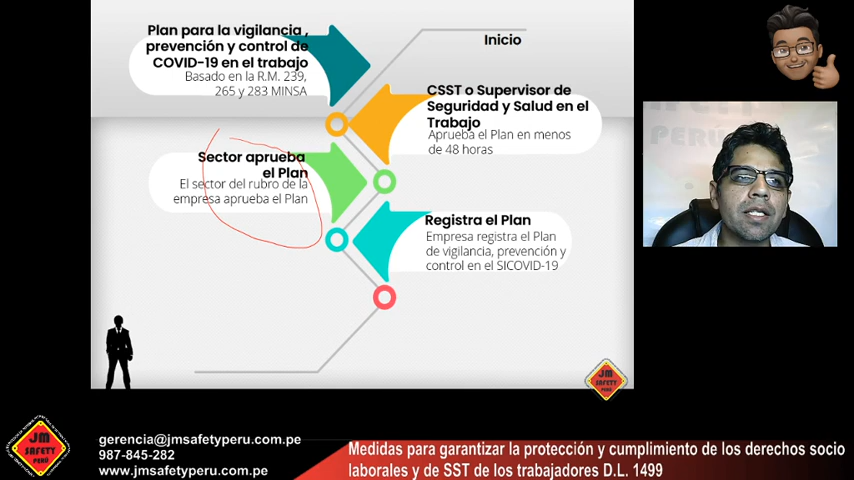 Plan para la vigilancia ,
prevención y control de
COVID-19 en el trabajo
Basado en la R.M. 239,
265 y 283 MINSA
Inicio
CSST o Supervisor de
Seguridad y Salud en el
Trabajo
Aprueba el Plan en menos
de 48 horas
Sector aprueba
el Plan
El sector del rubro de la
empresa aprueba el Plan
Registra el Plan
Empresa registra el Plan
de vigilancia, prevención y
control en el SICOVID-19
JM
SAFETY
PERÚ
JM
SAFETY
PERÚ
gerencia@jmsafetyperu.com.pe
987-845-282
www.jmsafetyperu.com.pe
Medidas para garantizar la protección y cumplimiento de los derechos socio
laborales y de SST de los trabajadores D.L. 1499